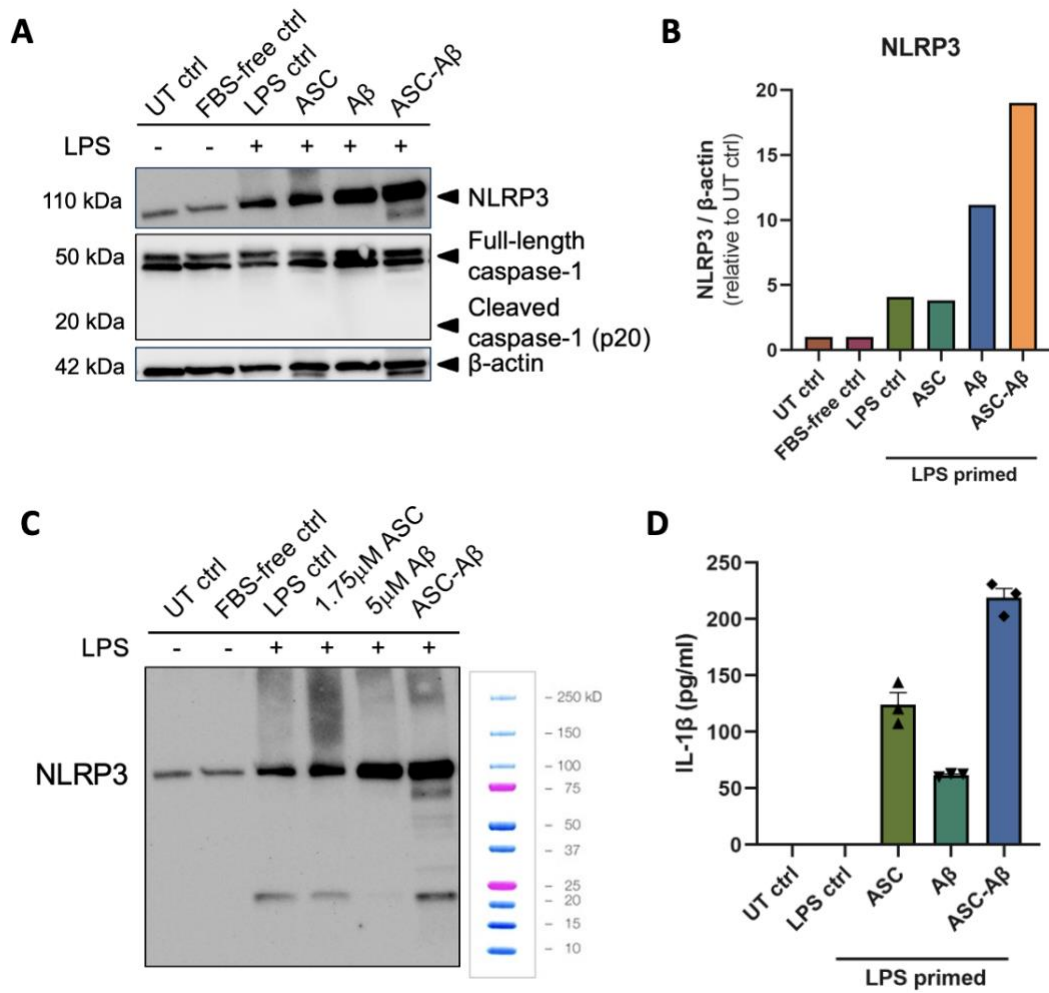 A
UT ctrl
FBS-free ctrl
LPS ctrl
ASC
Aβ
ASC-Aβ
LPS - - + + + +
110 kDa
NLRP3
50 kDa
Full-length
caspase-1
20 kDa
Cleaved
caspase-1 (p20)
42 kDa
β-actin
B
NLRP3
NLRP3 / β-actin
(relative to UT ctrl)
20
15
10
5
0
UT ctrl
FBS-free ctrl
LPS ctrl
ASC
Aβ
ASC-Aβ
LPS primed
C
UT ctrl
FBS-free ctrl
LPS ctrl
1.75μM ASC
5μM Aβ
ASC-Aβ
LPS - - + + + +
NLRP3
250 kD
150
100
75
50
37
25
20
15
10
D
IL-1β (pg/ml)
250
200
150
100
50
0
UT ctrl
LPS ctrl
ASC
Aβ
ASC-Aβ
LPS primed